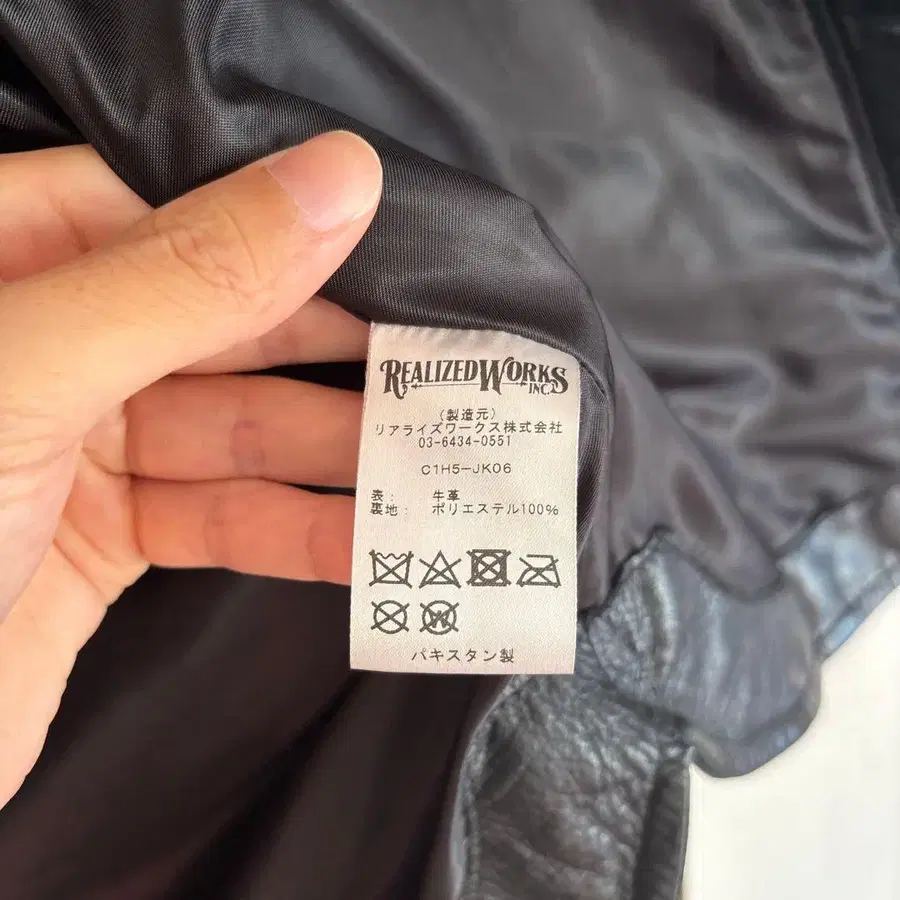 REALIZED WORKS
INC.
(製造元)
リアライズワークス株式会社
03-6434-0551
C1H5-JK06
表: 牛革
裏地: ポリエステル100%
W
パキスタン製